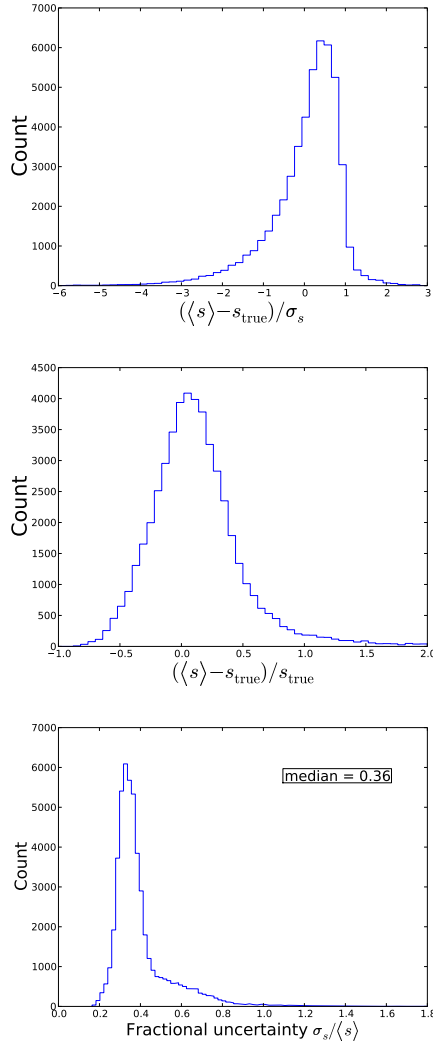 7000
6000
5000
4000
3000
2000
1000
0
Count
−6 −5 −4 −3 −2 −1 0 1 2 3
(⟨s⟩−s_true)/σ_s
4500
4000
3500
3000
2500
2000
1500
1000
500
0
Count
−1.0 −0.5 0.0 0.5 1.0 1.5 2.0
(⟨s⟩−s_true)/s_true
7000
6000
5000
4000
3000
2000
1000
0
Count
median = 0.36
0.0 0.2 0.4 0.6 0.8 1.0 1.2 1.4 1.6 1.8
Fractional uncertainty σ_s/⟨s⟩